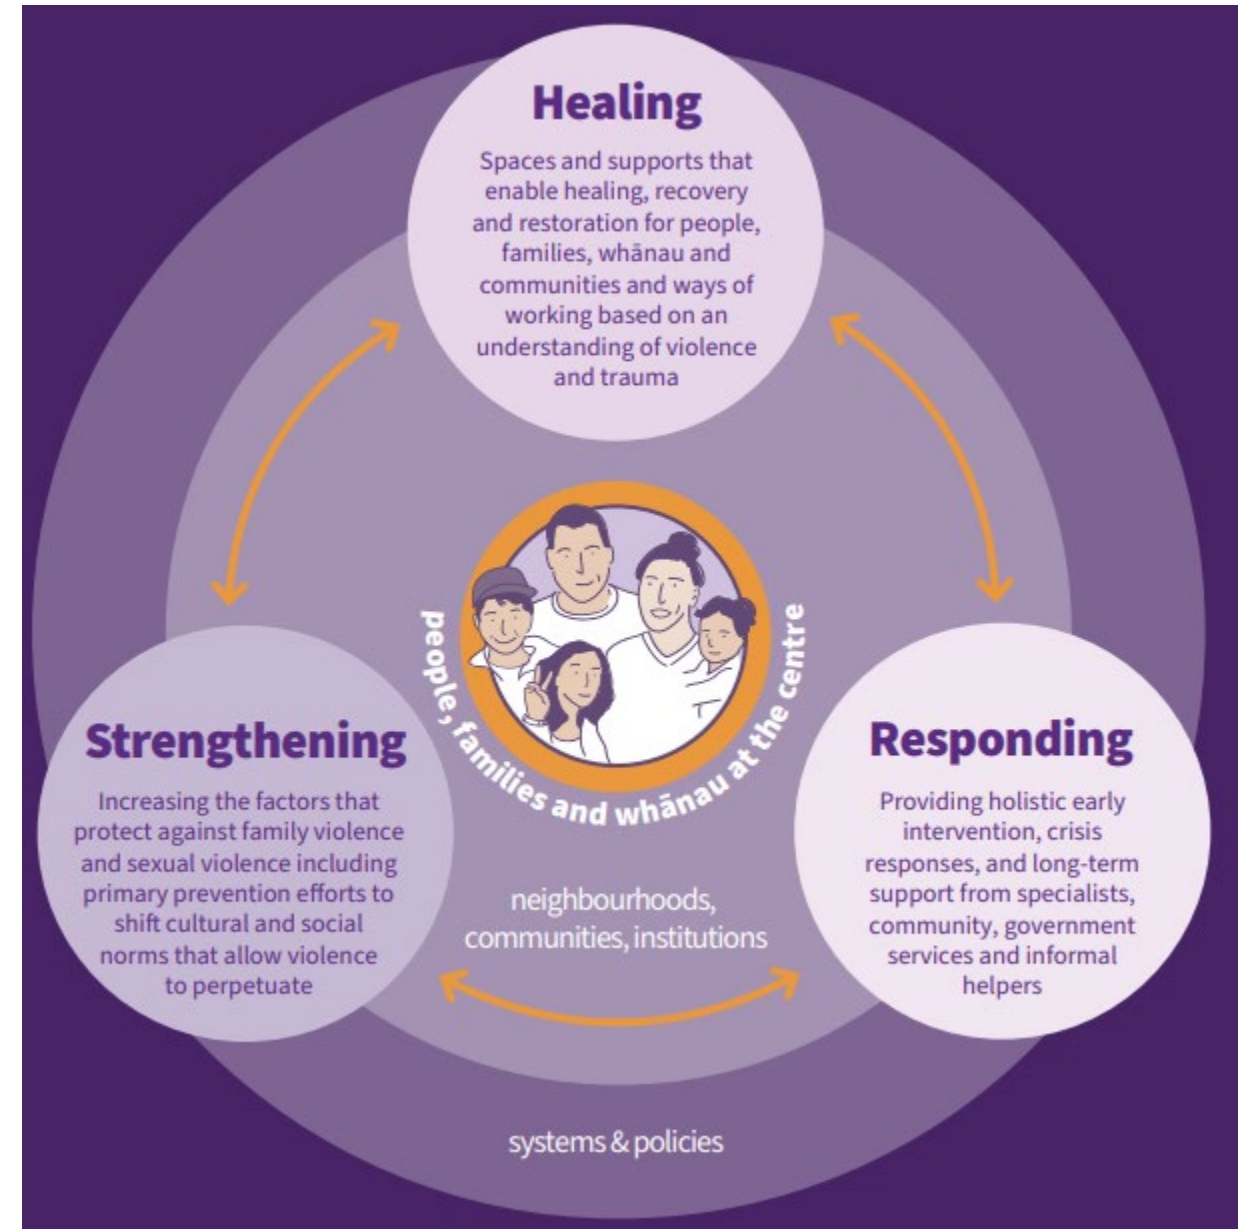 Healing
Spaces and supports that
enable healing, recovery
and restoration for people,
families, whānau and
communities and ways of
working based on an
understanding of violence
and trauma
people, families and whānau at the centre
Strengthening
Increasing the factors that
protect against family violence
and sexual violence including
primary prevention efforts to
shift cultural and social
norms that allow violence
to perpetuate
Responding
Providing holistic early
intervention, crisis
responses, and long-term
support from specialists,
community, government
services and informal
helpers
neighbourhoods,
communities, institutions
systems & policies